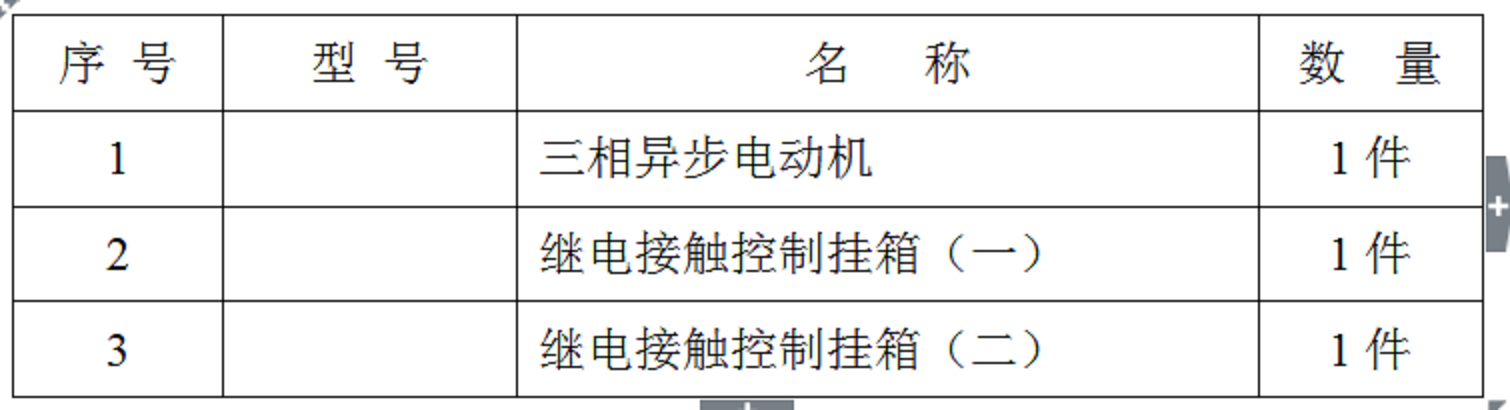 序 号 型 号 名 称 数 量
1 三相异步电动机 1 件
2 继电接触控制挂箱（一） 1 件
3 继电接触控制挂箱（二） 1 件